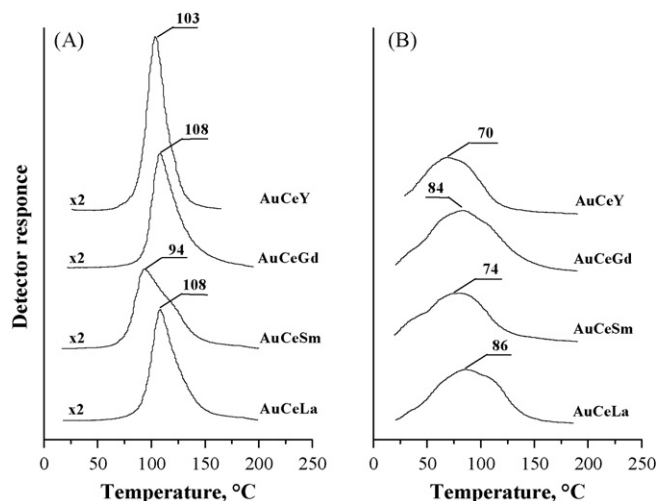 (A)
103
108
x2
AuCeY
x2
AuCeGd
94
108
x2
AuCeSm
x2
AuCeLa
0 50 100 150 200 250
Temperature, °C
Detector responce
(B)
70
84
AuCeY
AuCeGd
74
AuCeSm
86
AuCeLa
0 50 100 150 200 250
Temperature, °C